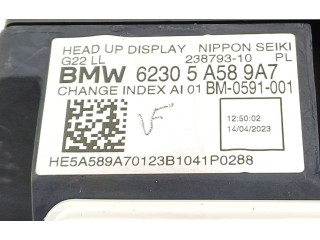 HEAD UP DISPLAY NIPPON SEIKI
G22 LL 238793-10 PL
BMW 6230 5 A58 9A7
CHANGE INDEX AI 01 BM-0591-001
VF
12:50:02
14/04/2023
HE5A589A70123B1041P0288